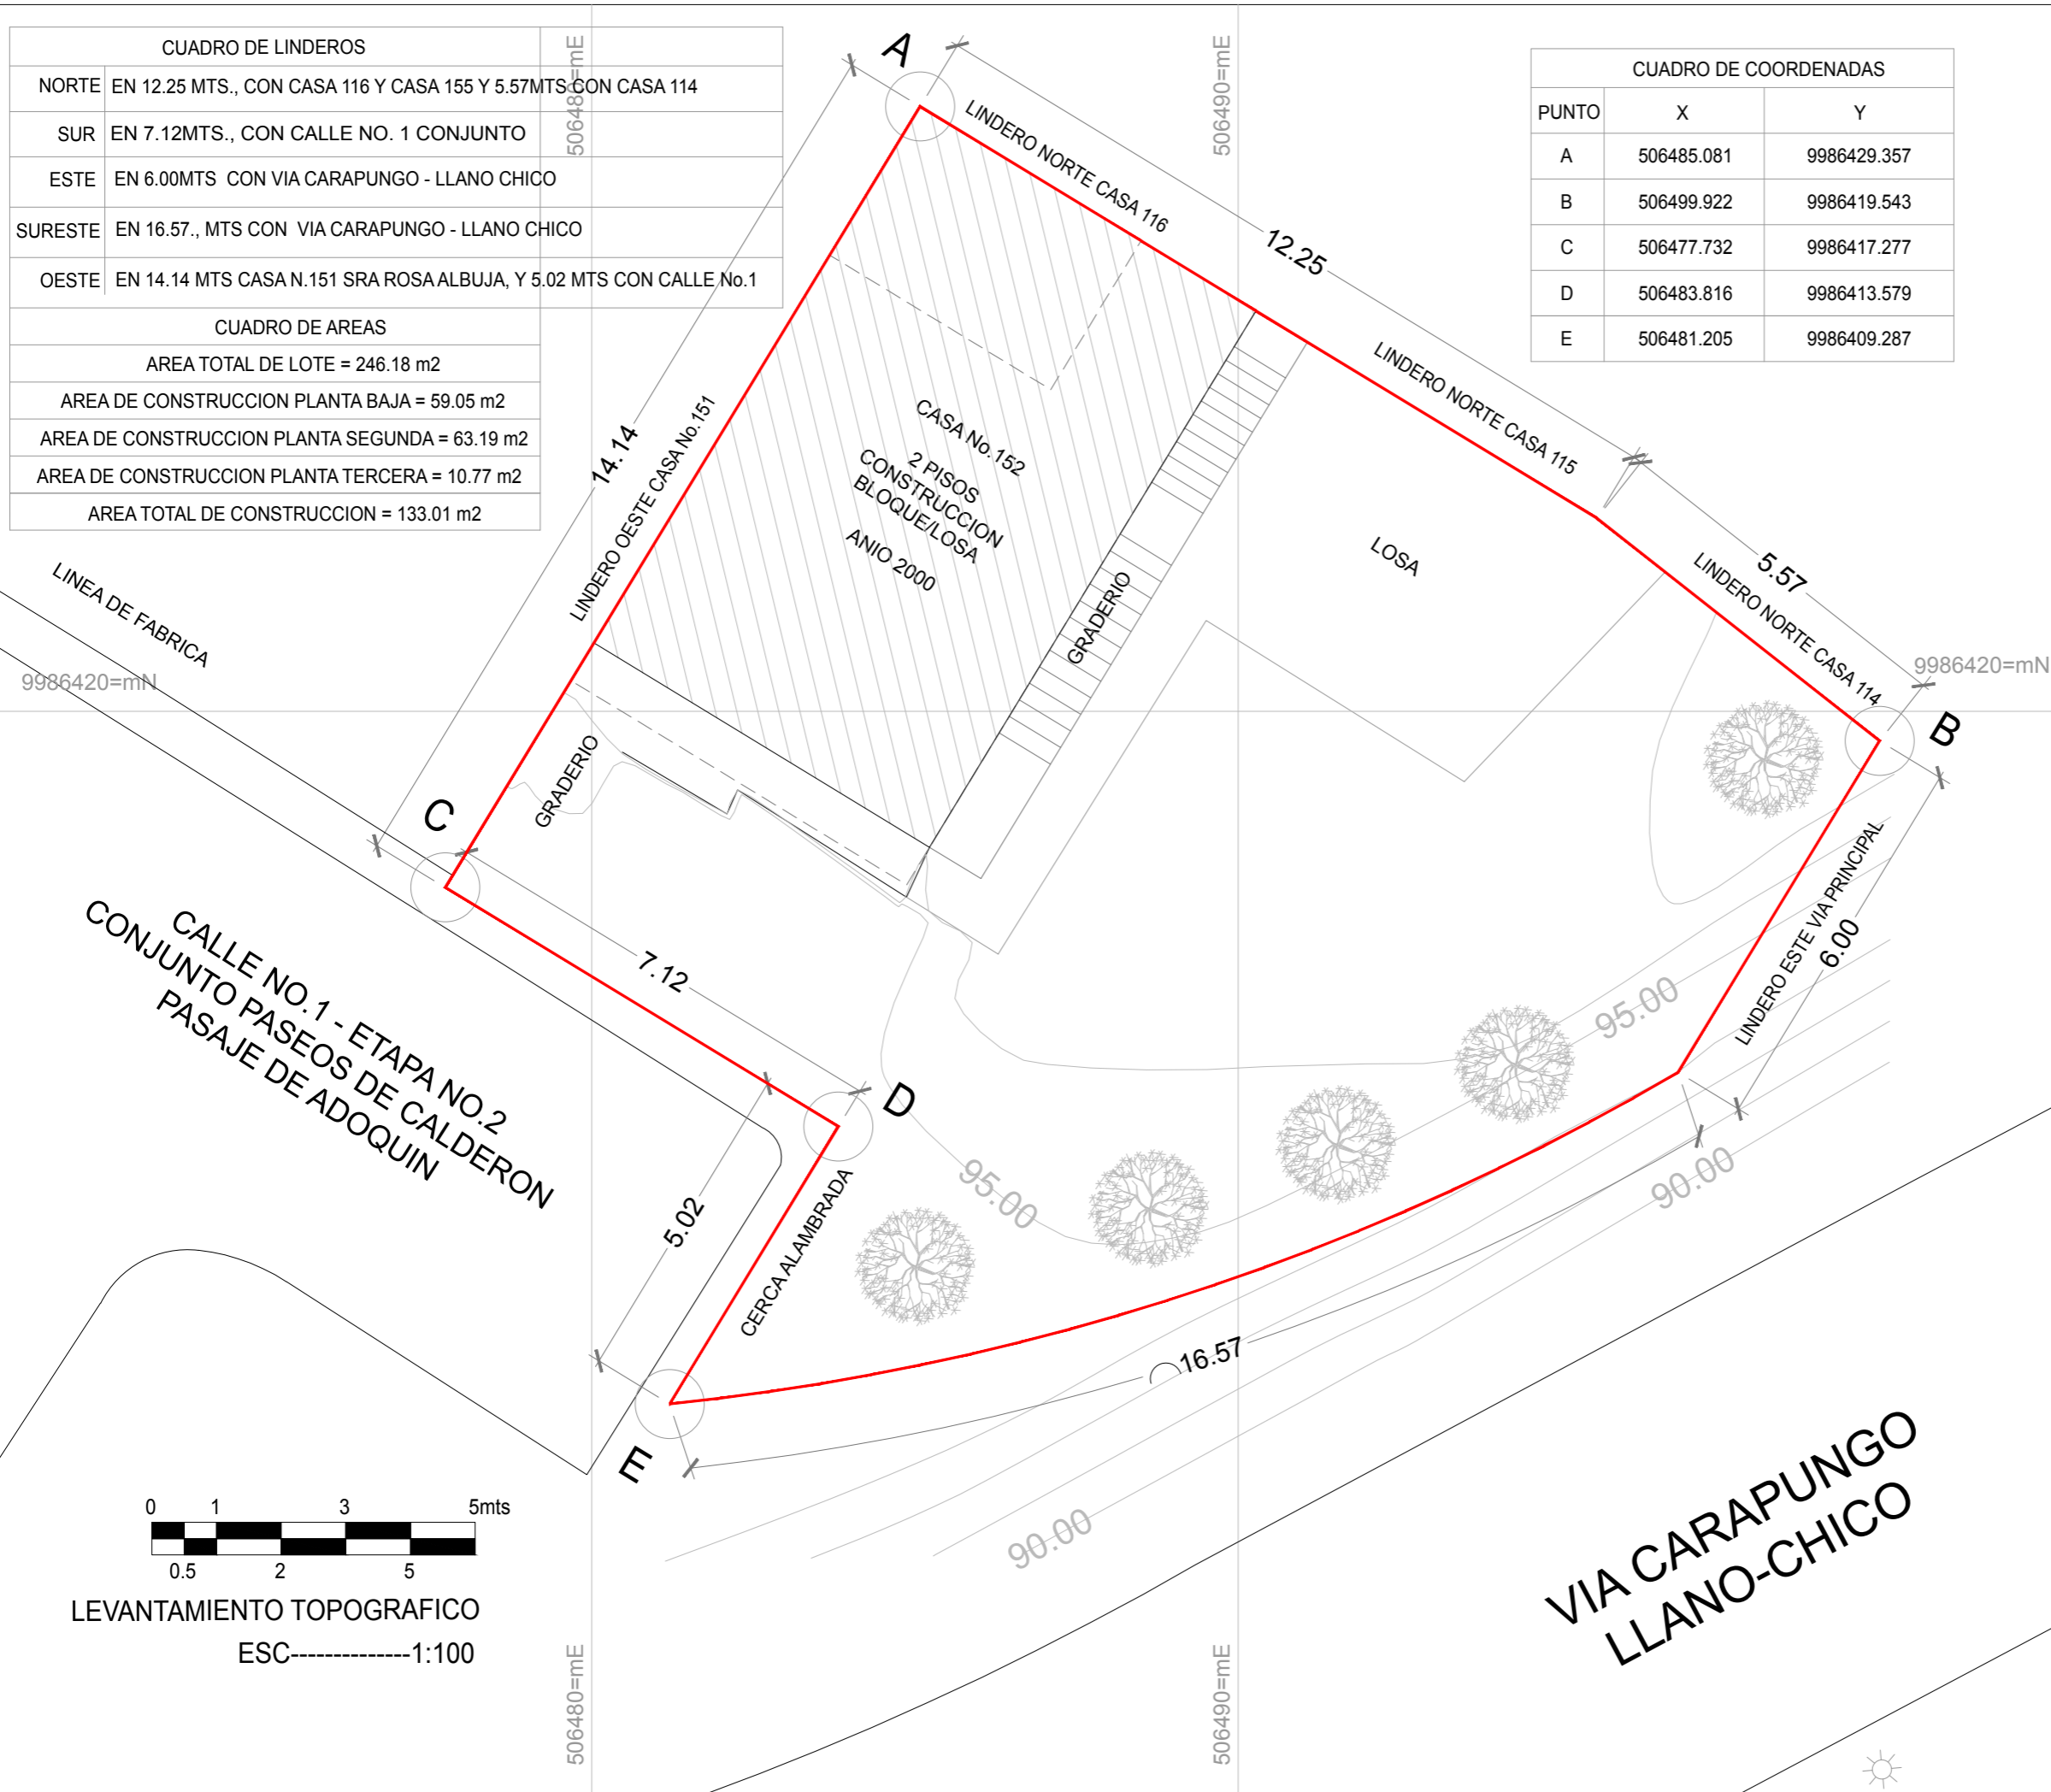 CUADRO DE LINDEROS
NORTE EN 12.25 MTS., CON CASA 116 Y CASA 155 Y 5.57MTS CON CASA 114
SUR EN 7.12MTS., CON CALLE NO. 1 CONJUNTO
ESTE EN 6.00MTS CON VIA CARAPUNGO - LLANO CHICO
SURESTE EN 16.57., MTS CON VIA CARAPUNGO - LLANO CHICO
OESTE EN 14.14 MTS CASA N.151 SRA ROSA ALBUJA, Y 5.02 MTS CON CALLE No.1
CUADRO DE AREAS
AREA TOTAL DE LOTE = 246.18 m2
AREA DE CONSTRUCCION PLANTA BAJA = 59.05 m2
AREA DE CONSTRUCCION PLANTA SEGUNDA = 63.19 m2
AREA DE CONSTRUCCION PLANTA TERCERA = 10.77 m2
AREA TOTAL DE CONSTRUCCION = 133.01 m2
506480=mE
506490=mE
CUADRO DE COORDENADAS
PUNTO X Y
A 506485.081 9986429.357
B 506499.922 9986419.543
C 506477.732 9986417.277
D 506483.816 9986413.579
E 506481.205 9986409.287
A
LINDERO NORTE CASA 116
12.25
LINDERO NORTE CASA 115
5.57
LINDERO NORTE CASA 114
14.14
LINDERO OESTE CASA No.151
CASA No.152
2 PISOS
CONSTRUCCION
BLOQUE/LOSA
ANIO 2000
GRADERIO
LOSA
LINEA DE FABRICA
9986420=mN
9986420=mN
B
GRADERIO
C
LINDERO ESTE VIA PRINCIPAL
6.00
7.12
95.00
CALLE NO.1 - ETAPA NO.2
CONJUNTO PASEOS DE CALDERON
PASAJE DE ADOQUIN
D
95.00
90.00
5.02
CERCA ALAMBRADA
16.57
E
90.00
VIA CARAPUNGO
LLANO-CHICO
0 1 3 5mts
0.5 2 5
LEVANTAMIENTO TOPOGRAFICO
ESC--------------1:100
506480=mE
506490=mE